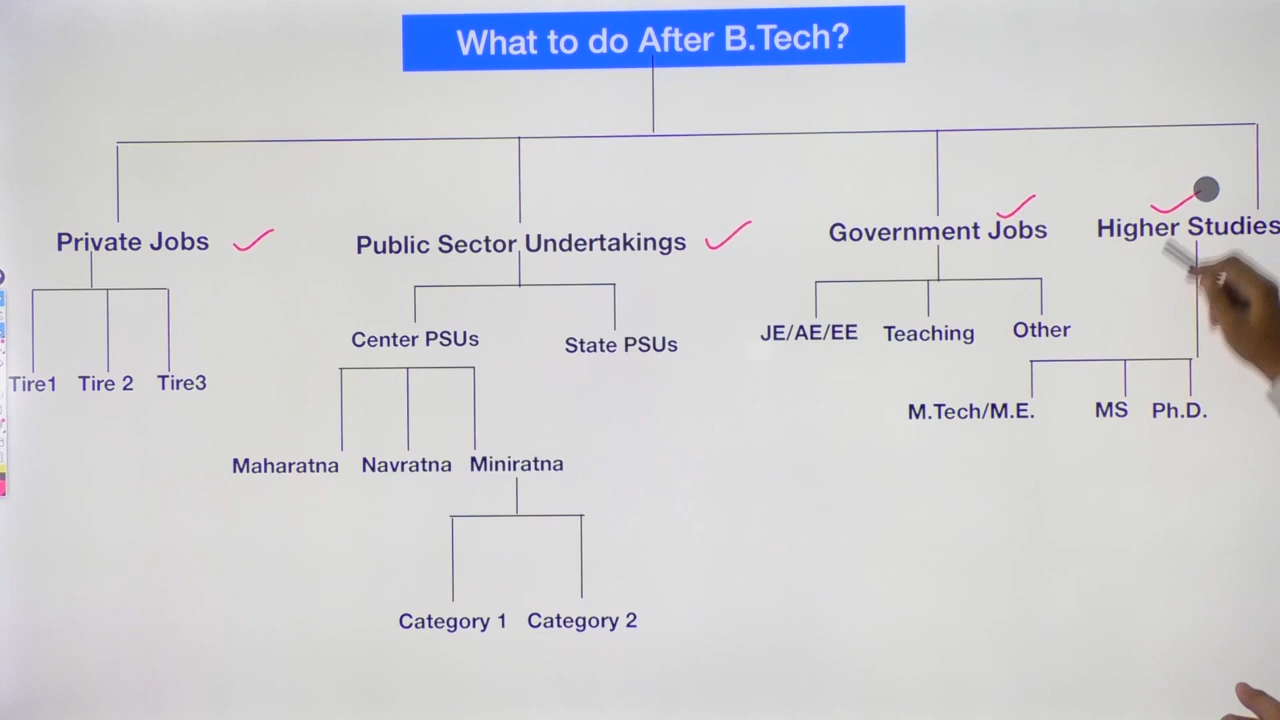 What to do After B.Tech?
Private Jobs
Public Sector Undertakings
Government Jobs
Higher Studies
Tire1
Tire 2
Tire3
Center PSUs
State PSUs
JE/AE/EE
Teaching
Other
M.Tech/M.E.
MS
Ph.D.
Maharatna
Navratna
Miniratna
Category 1
Category 2